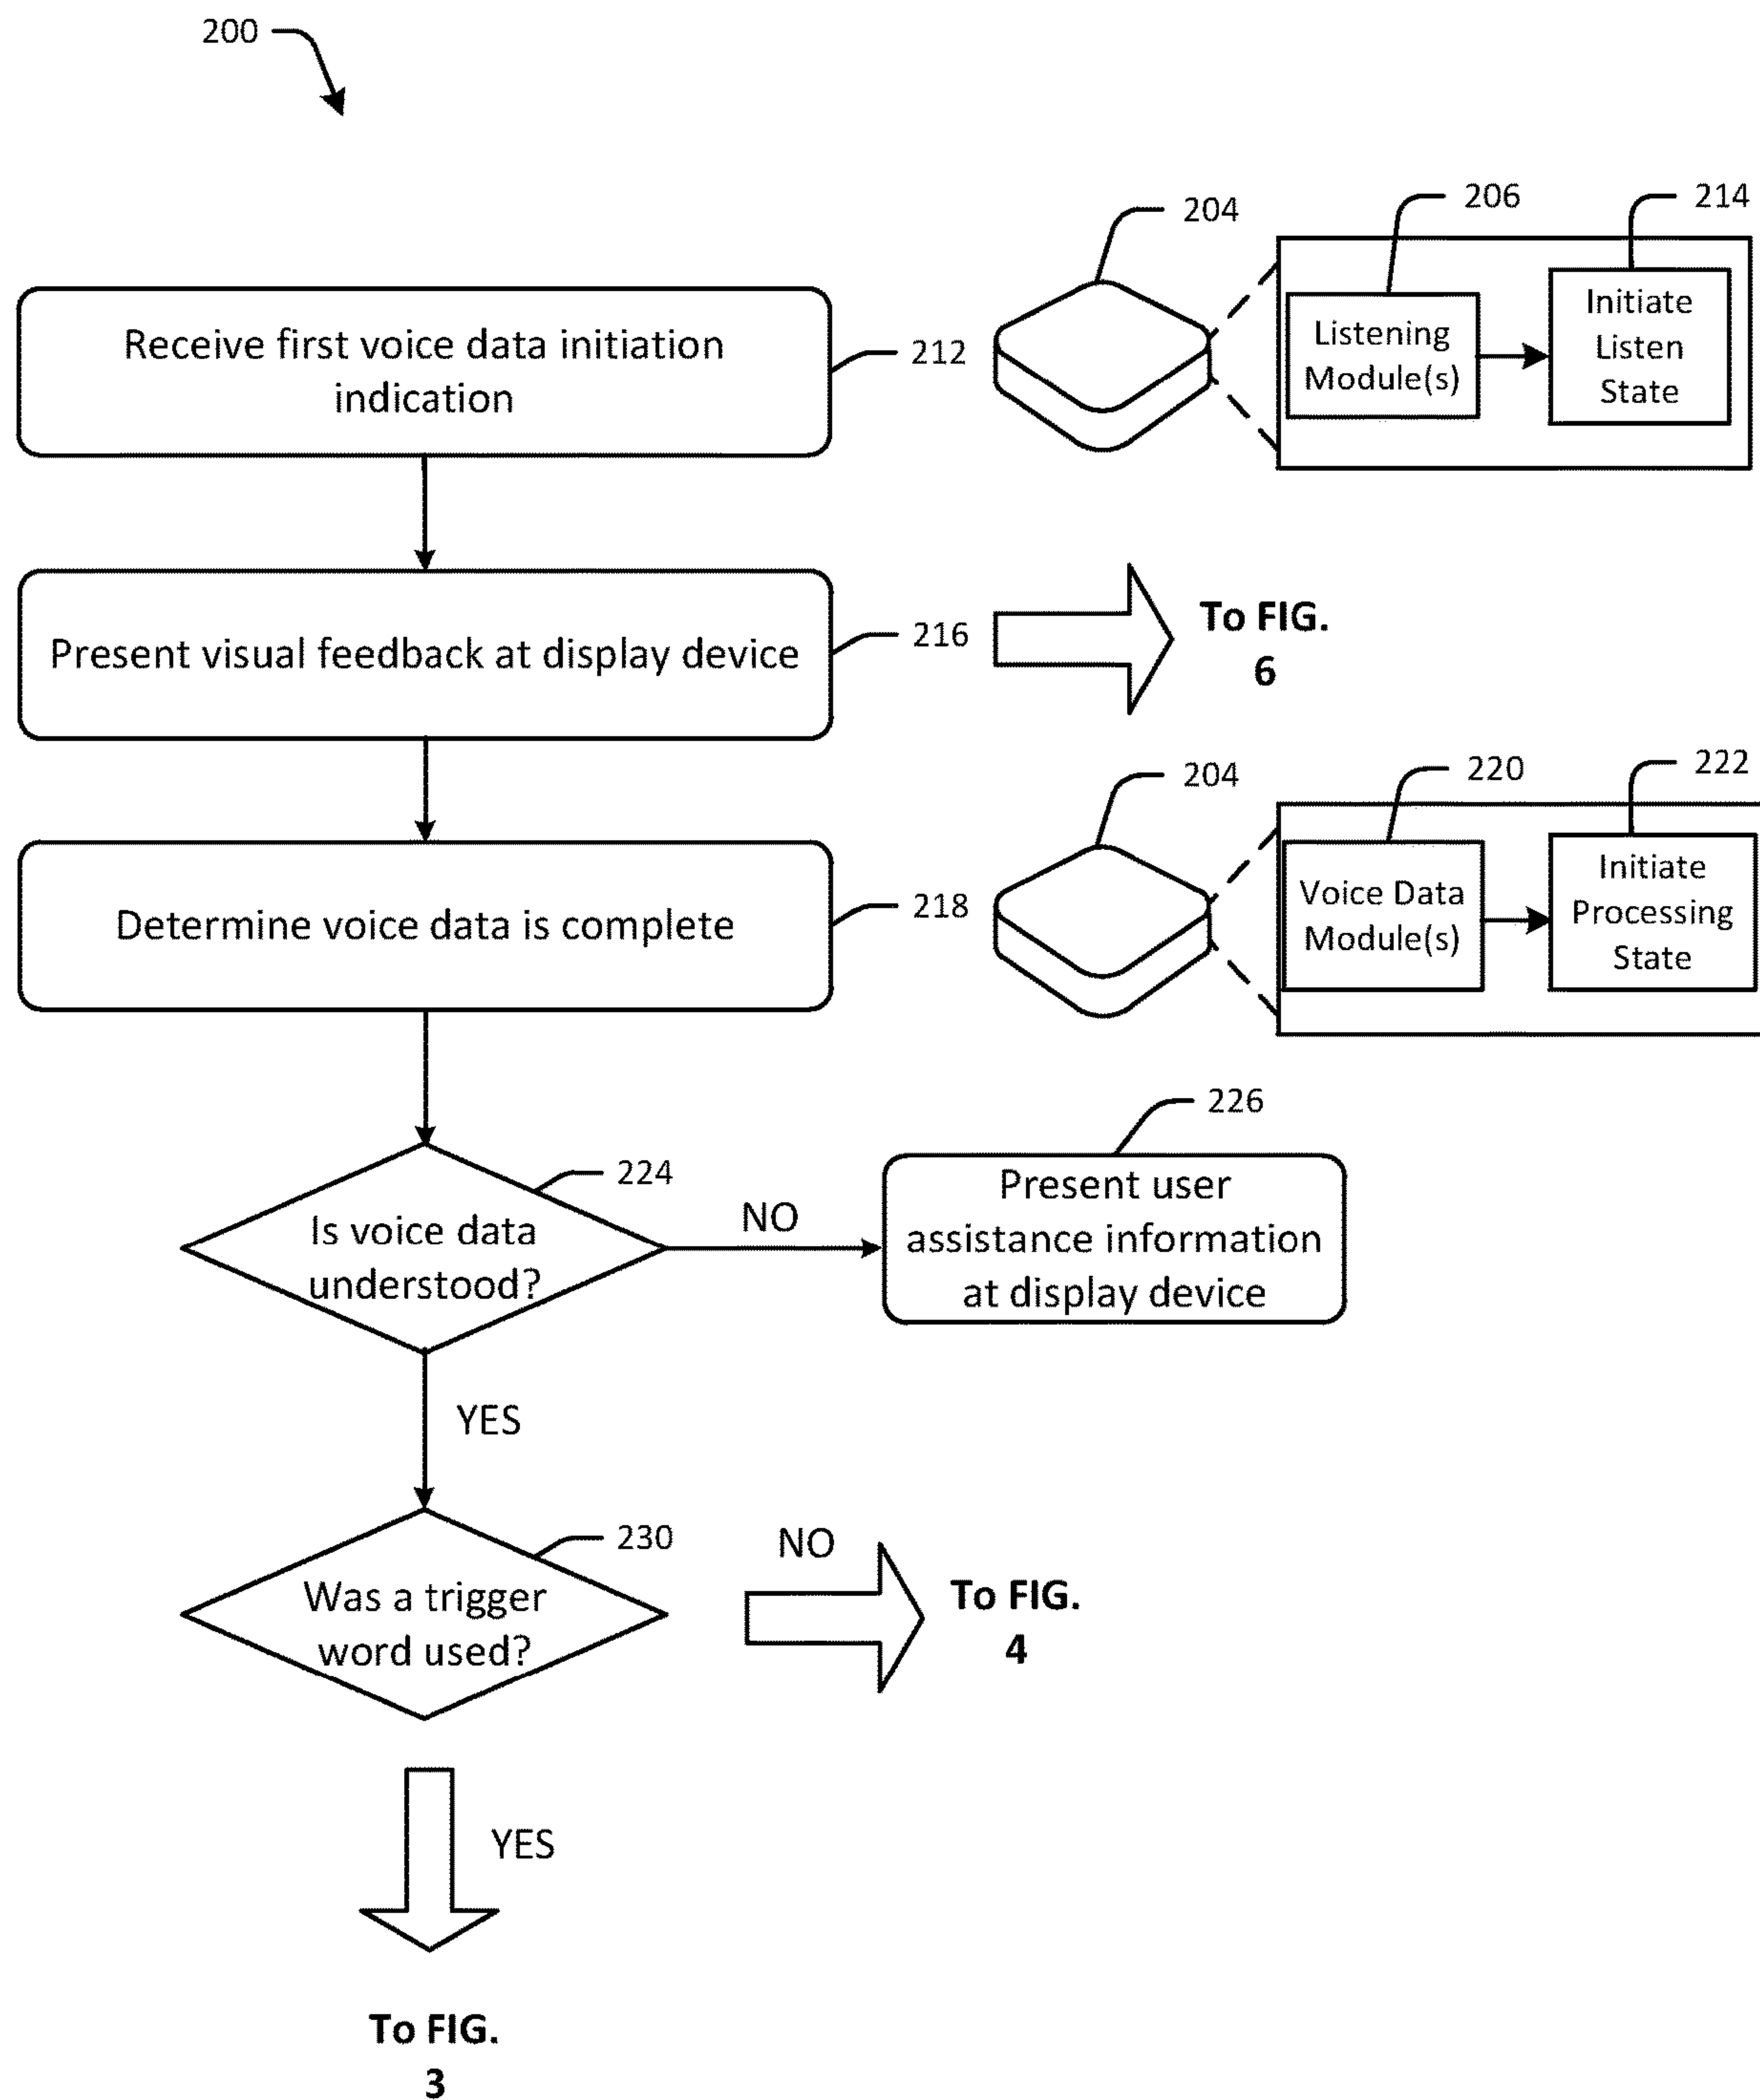 200
204
206
214
Receive first voice data initiation
indication
212
Listening
Module(s)
Initiate
Listen
State
Present visual feedback at display device
216
To FIG.
6
204
220
222
Determine voice data is complete
218
Voice Data
Module(s)
Initiate
Processing
State
224
Is voice data
understood?
NO
226
Present user
assistance information
at display device
YES
230
Was a trigger
word used?
NO
To FIG.
4
YES
To FIG.
3